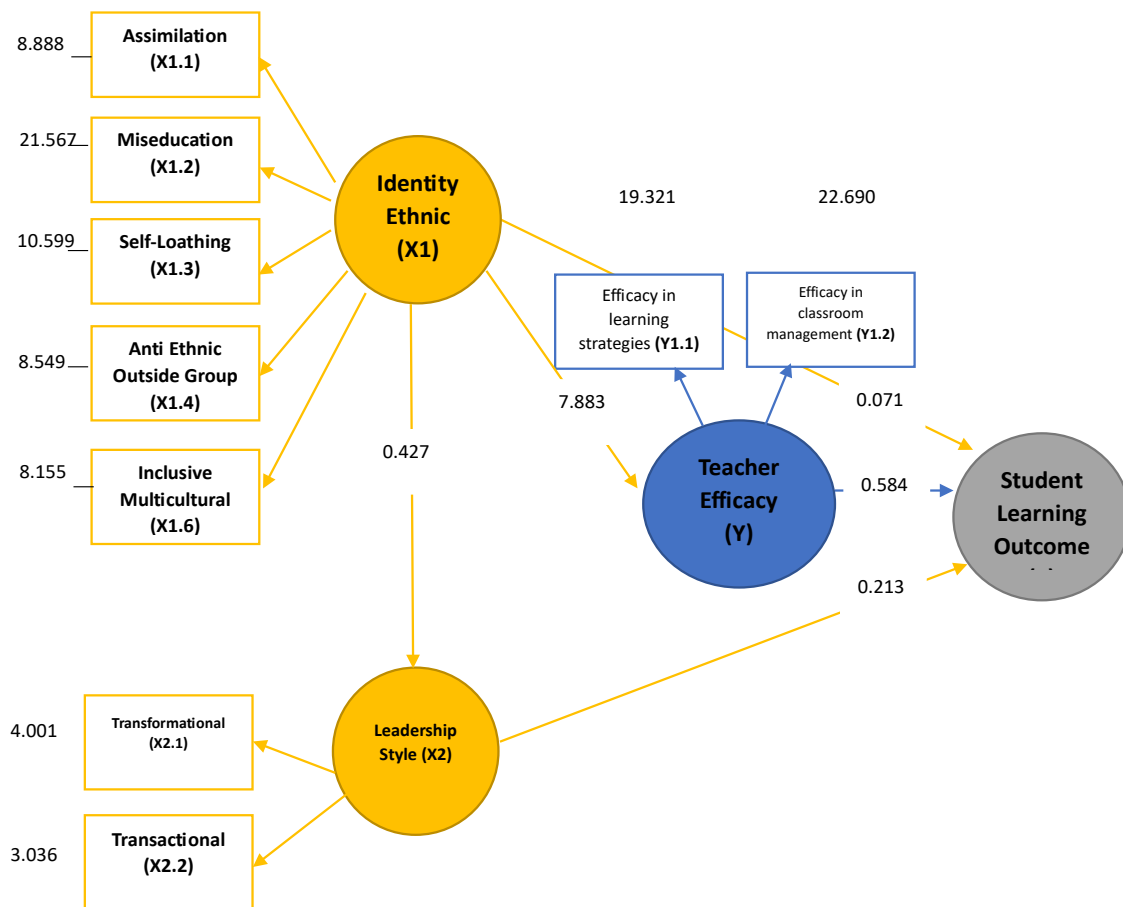 8.888
Assimilation
(X1.1)
21.567
Miseducation
(X1.2)
10.599
Self-Loathing
(X1.3)
8.549
Anti Ethnic
Outside Group
(X1.4)
8.155
Inclusive
Multicultural
(X1.6)
Identity
Ethnic
(X1)
19.321
22.690
Efficacy in
learning
strategies (Y1.1)
Efficacy in
classroom
management (Y1.2)
7.883
0.071
0.427
Teacher
Efficacy
(Y)
0.584
Student
Learning
Outcome
0.213
4.001
Transformational
(X2.1)
Leadership
Style (X2)
3.036
Transactional
(X2.2)